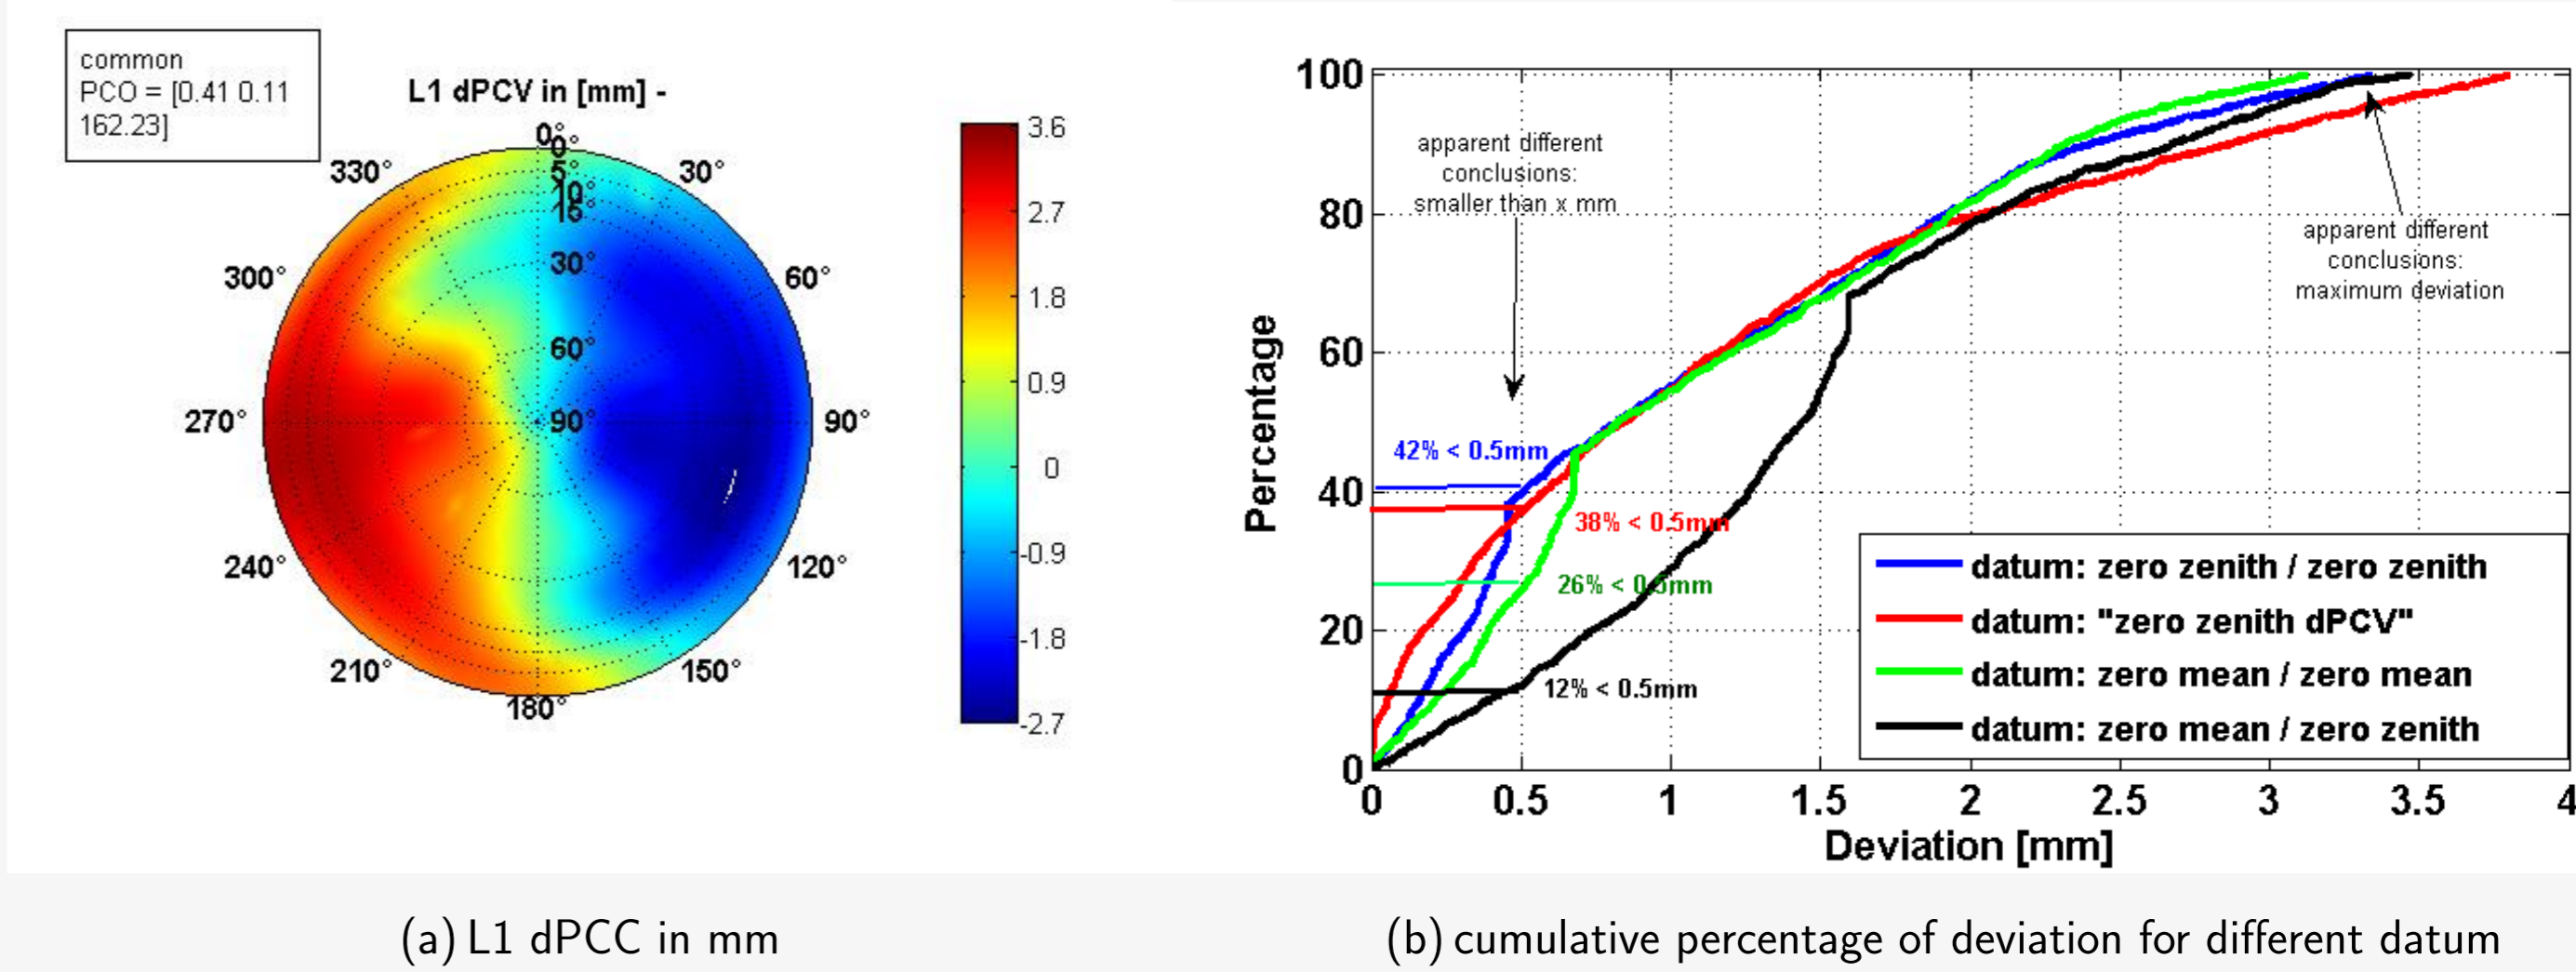 common
PCO = [0.41 0.11
162.23]
L1 dPCV in [mm] -
0°
0°
5°
10°
15°
30°
60°
90°
30°
60°
90°
120°
150°
180°
210°
240°
270°
300°
330°
3.6
2.7
1.8
0.9
0
-0.9
-1.8
-2.7
(a) L1 dPCC in mm
Percentage
100
80
60
40
20
0
apparent different
conclusions:
smaller than x mm
apparent different
conclusions:
maximum deviation
42% < 0.5mm
38% < 0.5mm
26% < 0.5mm
12% < 0.5mm
datum: zero zenith / zero zenith
datum: "zero zenith dPCV"
datum: zero mean / zero mean
datum: zero mean / zero zenith
0 0.5 1 1.5 2 2.5 3 3.5 4
Deviation [mm]
(b) cumulative percentage of deviation for different datum